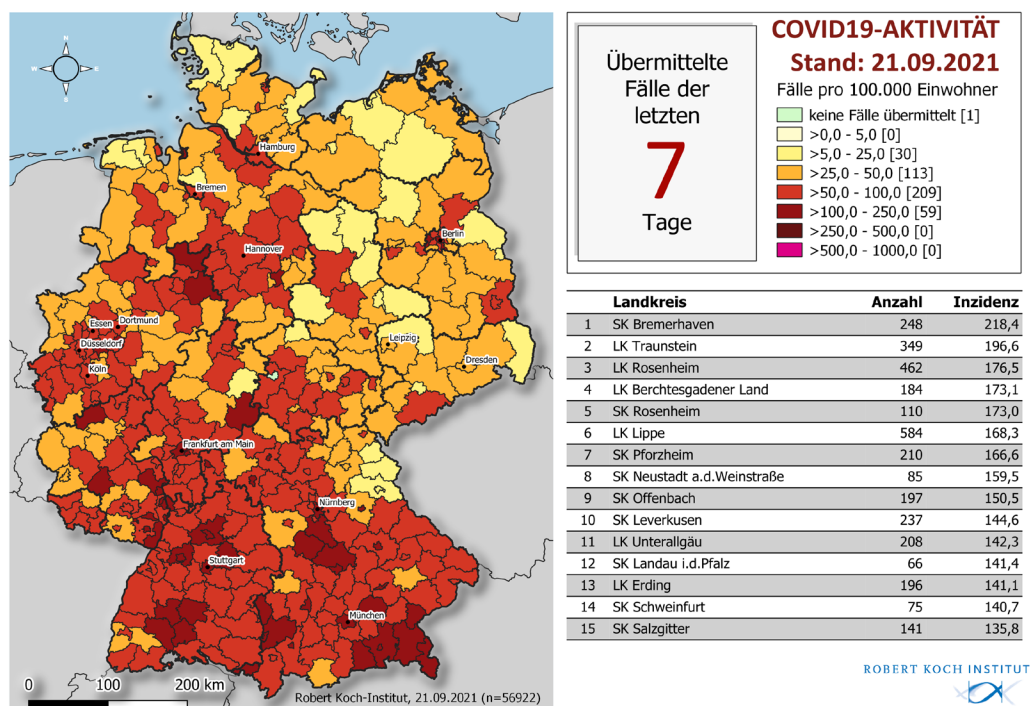 COVID19-AKTIVITÄT
Stand: 21.09.2021
Übermittelte
Fälle der
letzten
7
Tage
Fälle pro 100.000 Einwohner
keine Fälle übermittelt [1]
>0,0 - 5,0 [0]
>5,0 - 25,0 [30]
>25,0 - 50,0 [113]
>50,0 - 100,0 [209]
>100,0 - 250,0 [59]
>250,0 - 500,0 [0]
>500,0 - 1000,0 [0]
N
W
E
S
Hamburg
Bremen
Berlin
Hannover
Essen
Dortmund
Düsseldorf
Leipzig
Köln
Dresden
Frankfurt am Main
Nürnberg
Stuttgart
München
0 100 200 km
Robert Koch-Institut, 21.09.2021 (n=56922)
Landkreis Anzahl Inzidenz
1 SK Bremerhaven 248 218,4
2 LK Traunstein 349 196,6
3 LK Rosenheim 462 176,5
4 LK Berchtesgadener Land 184 173,1
5 SK Rosenheim 110 173,0
6 LK Lippe 584 168,3
7 SK Pforzheim 210 166,6
8 SK Neustadt a.d.Weinstraße 85 159,5
9 SK Offenbach 197 150,5
10 SK Leverkusen 237 144,6
11 LK Unterallgäu 208 142,3
12 SK Landau i.d.Pfalz 66 141,4
13 LK Erding 196 141,1
14 SK Schweinfurt 75 140,7
15 SK Salzgitter 141 135,8
ROBERT KOCH INSTITUT